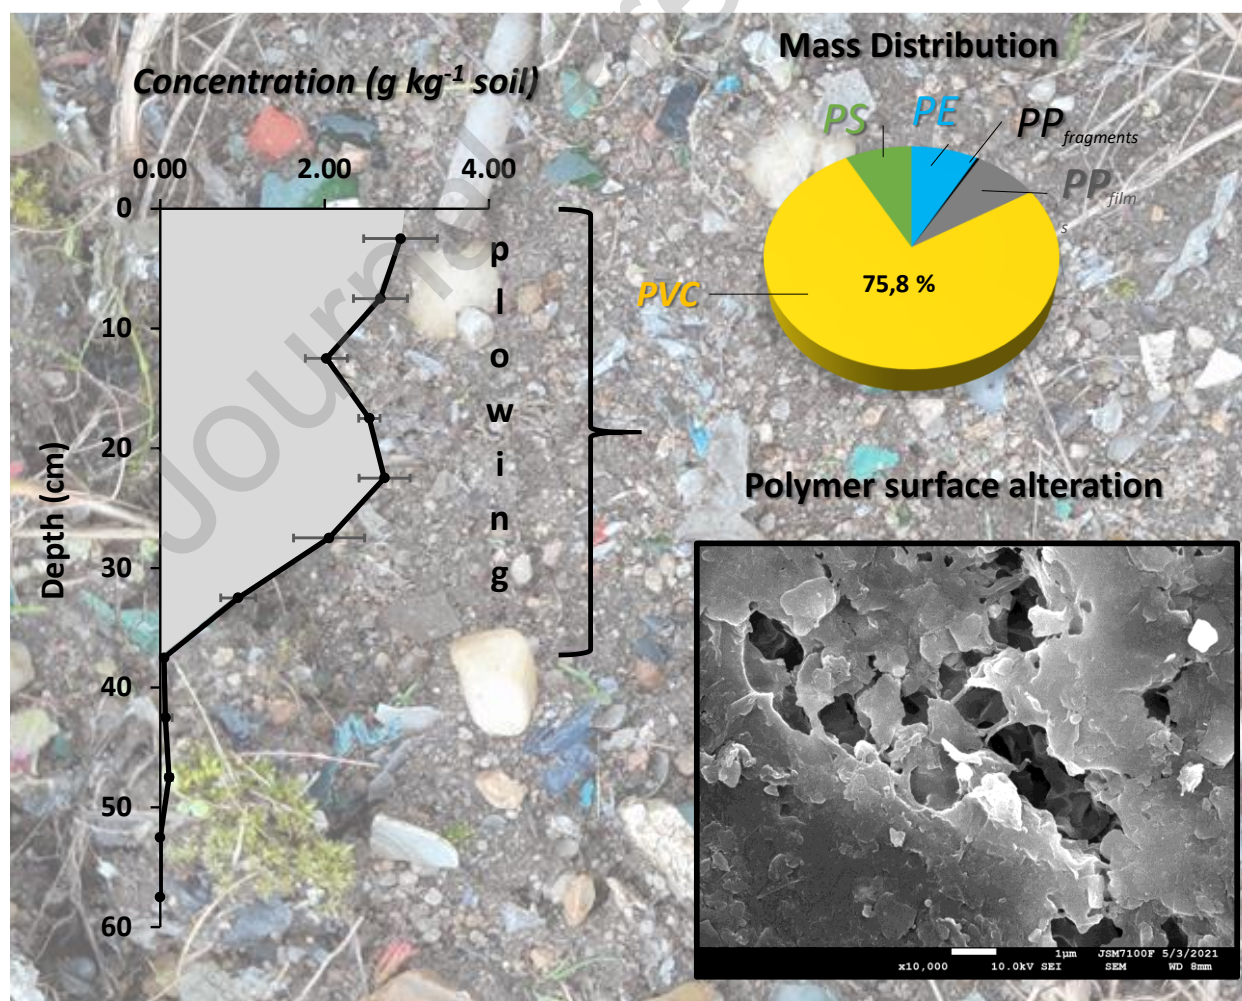 Mass Distribution
Concentration (g kg-1 soil)
PS
PE
PP fragments
PP film
s
0.00
2.00
4.00
0
10
20
30
40
50
60
Depth (cm)
plowing
PVC
75,8 %
Polymer surface alteration
1µm JSM7100F 5/3/2021
x10,000 10.0kV SEI SEM WD 8mm
Journal